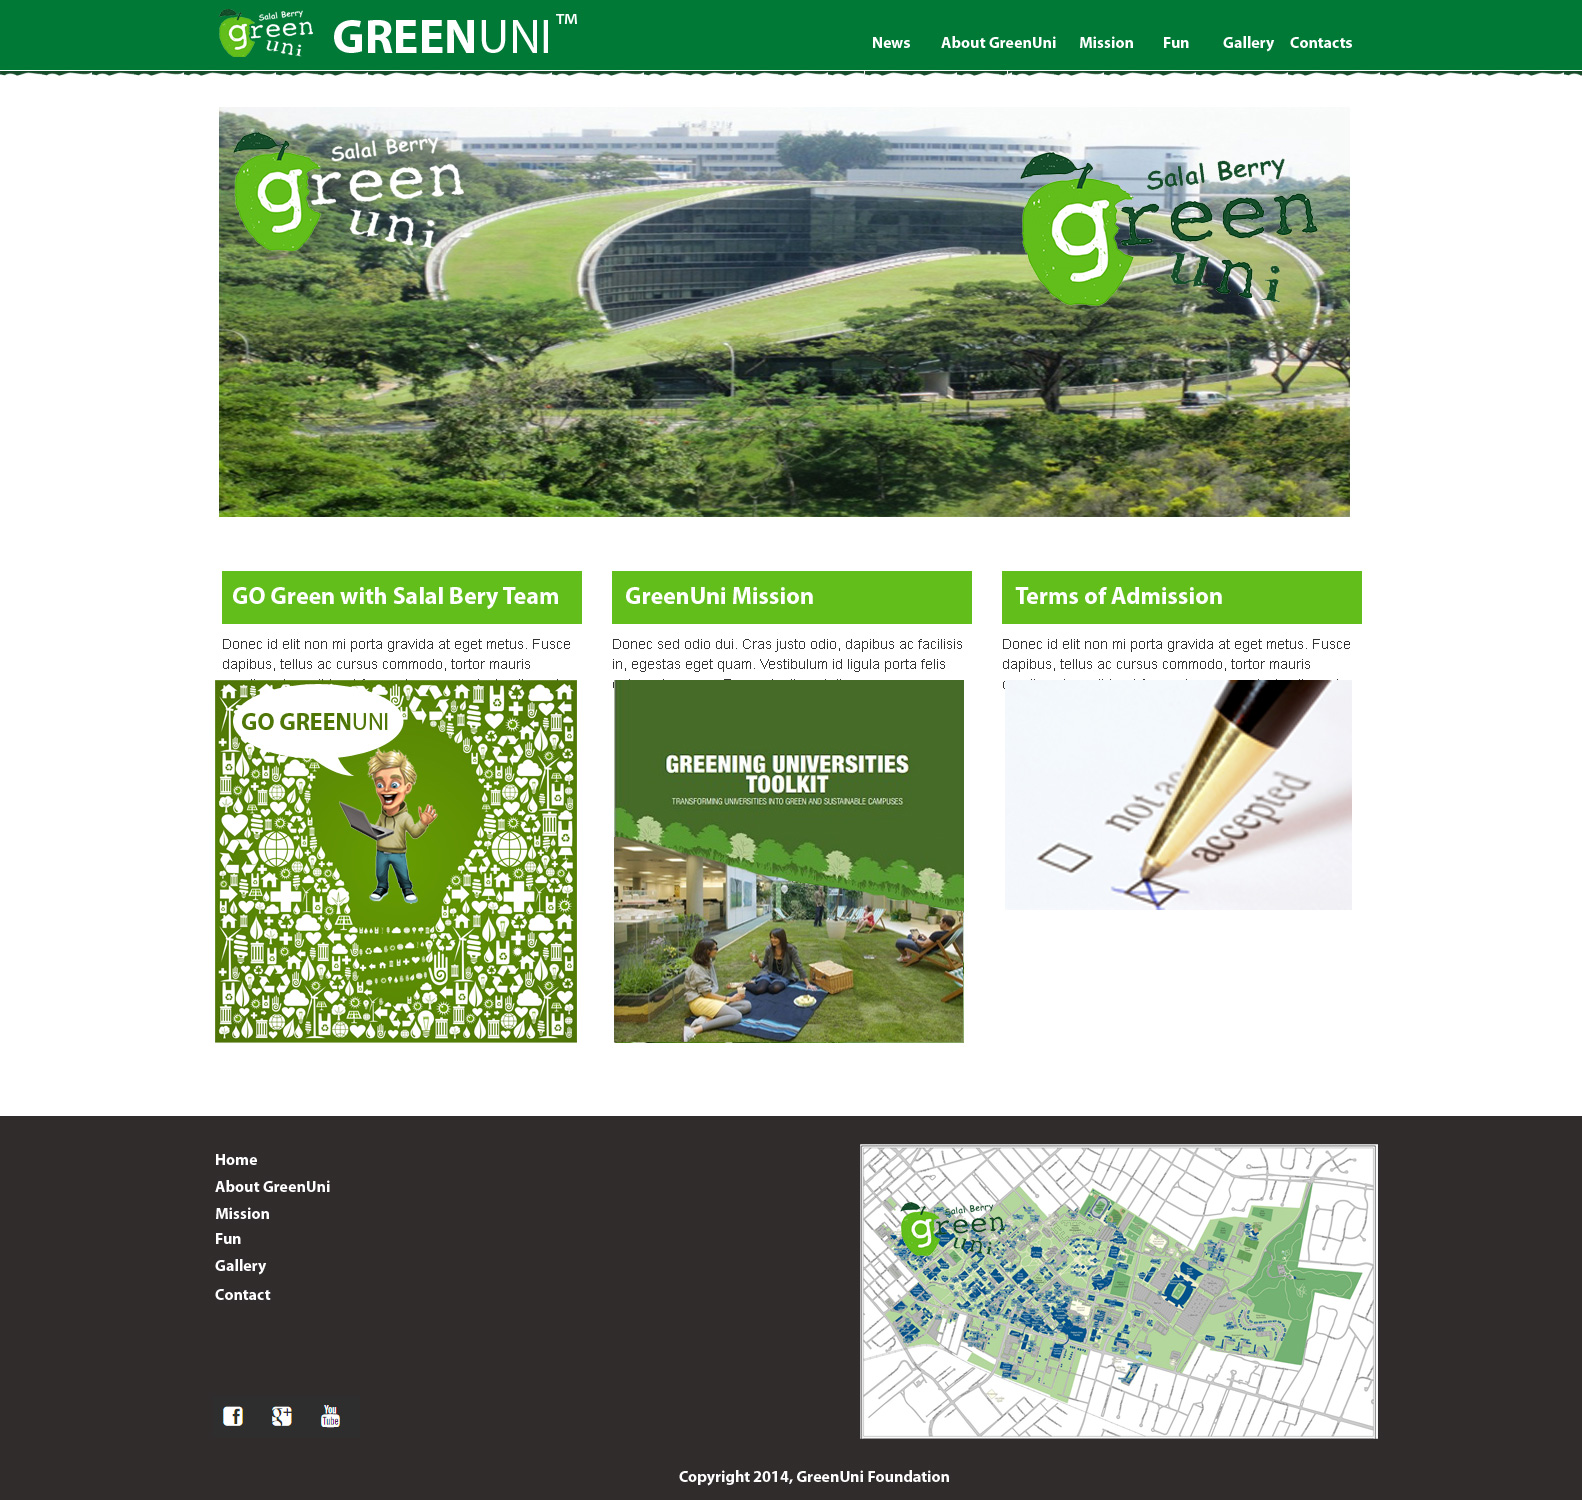 Salal Berry
green
uni
GREENUNI TM
News About GreenUni Mission Fun Gallery Contacts
Salal Berry
green
uni
Salal Berry
green
uni
GO Green with Salal Bery Team
Donec id elit non mi porta gravida at eget metus. Fusce
dapibus, tellus ac cursus commodo, tortor mauris
GO GREENUNI
GreenUni Mission
Donec sed odio dui. Cras justo odio, dapibus ac facilisis
in, egestas eget quam. Vestibulum id ligula porta felis
GREENING UNIVERSITIES
TOOLKIT
TRANSFORMING UNIVERSITIES INTO GREEN AND SUSTAINABLE CAMPUSES
Terms of Admission
Donec id elit non mi porta gravida at eget metus. Fusce
dapibus, tellus ac cursus commodo, tortor mauris
not
accepted
Home
About GreenUni
Mission
Fun
Gallery
Contact
Salal Berry
green
uni
f g+ You
Tube
Copyright 2014, GreenUni Foundation